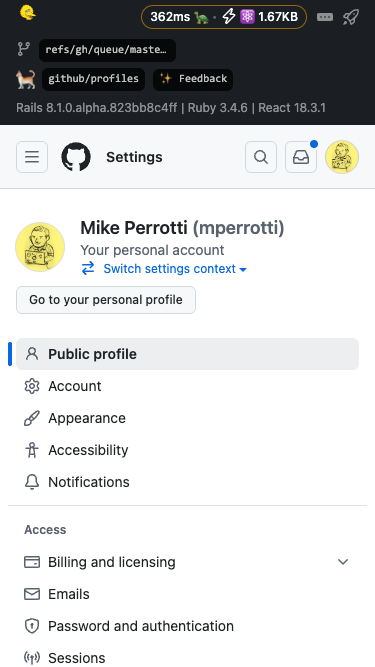 362ms · 1.67KB
refs/gh/queue/maste…
github/profiles Feedback
Rails 8.1.0.alpha.823bb8c4ff | Ruby 3.4.6 | React 18.3.1
Settings
Mike Perrotti (mperrotti)
Your personal account
Switch settings context
Go to your personal profile
Public profile
Account
Appearance
Accessibility
Notifications
Access
Billing and licensing
Emails
Password and authentication
Sessions